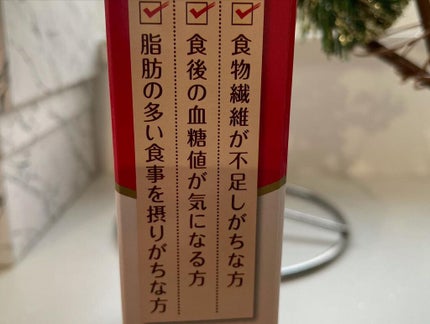 食物繊維が不足しがちな方
食後の血糖値が気になる方
脂肪の多い食事を摂りがちな方